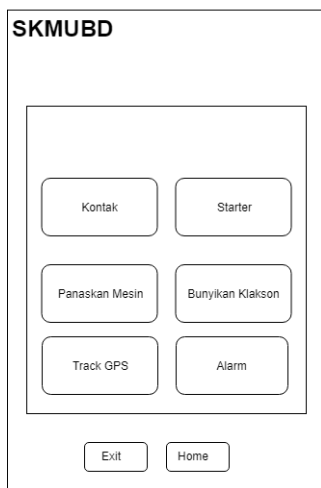 SKMUBD
Kontak
Starter
Panaskan Mesin
Bunyikan Klakson
Track GPS
Alarm
Exit
Home